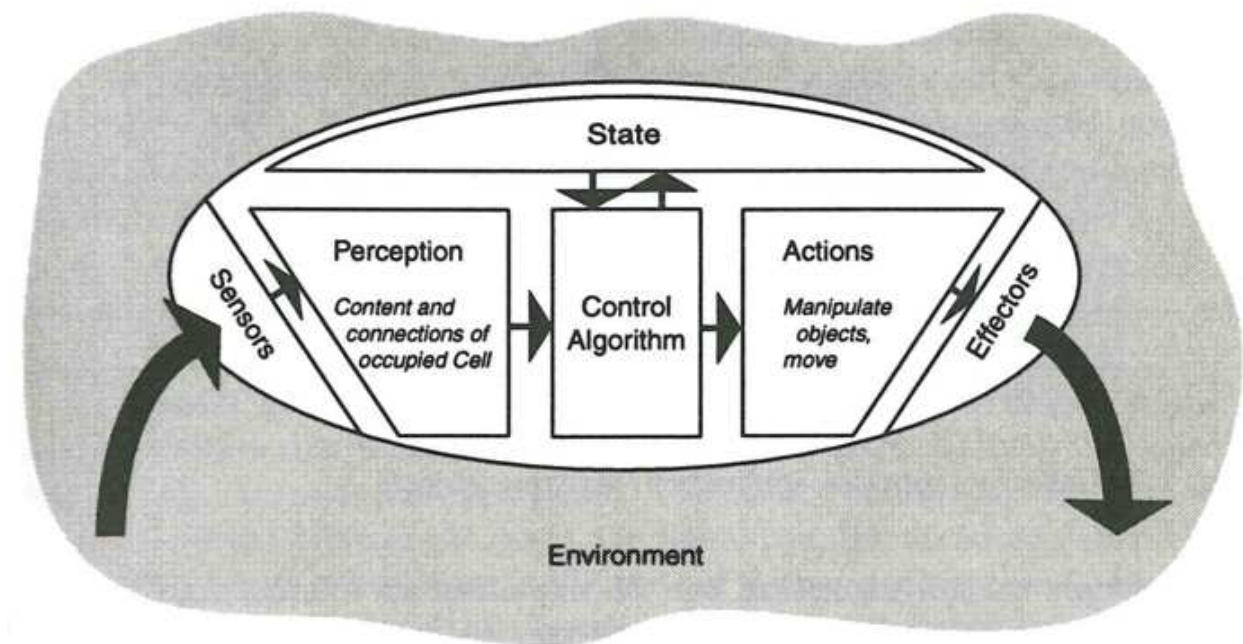 State
Sensors
Perception
Content and
connections of
occupied Cell
Control
Algorithm
Actions
Manipulate
objects,
move
Effectors
Environment